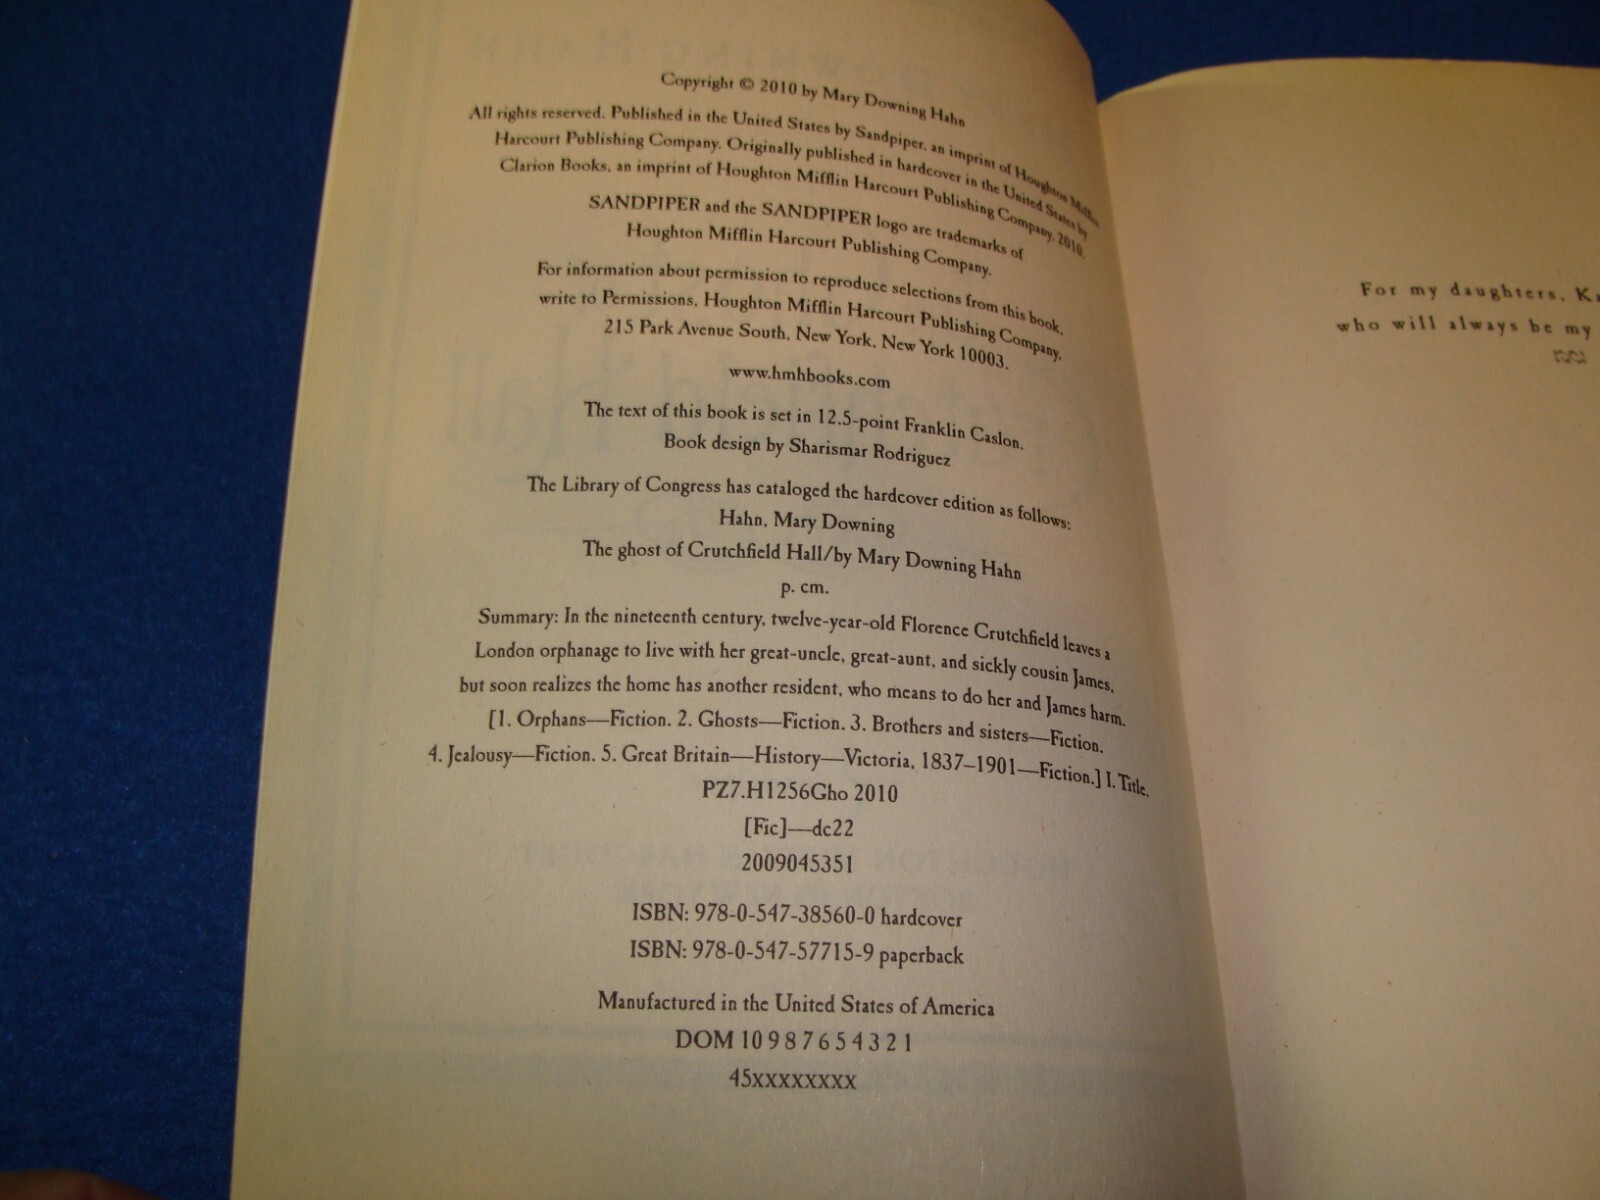 Copyright © 2010 by Mary Downing Hahn
All rights reserved. Published in the United States by Sandpiper, an imprint of Houghton Mifflin
Harcourt Publishing Company. Originally published in hardcover in the United States by
Clarion Books, an imprint of Houghton Mifflin Harcourt Publishing Company, 2010.
SANDPIPER and the SANDPIPER logo are trademarks of
Houghton Mifflin Harcourt Publishing Company.
For information about permission to reproduce selections from this book,
write to Permissions, Houghton Mifflin Harcourt Publishing Company,
215 Park Avenue South, New York, New York 10003.
www.hmhbooks.com
The text of this book is set in 12.5-point Franklin Caslon.
Book design by Sharismar Rodriguez
The Library of Congress has cataloged the hardcover edition as follows:
Hahn, Mary Downing
The ghost of Crutchfield Hall/by Mary Downing Hahn
p. cm.
Summary: In the nineteenth century, twelve-year-old Florence Crutchfield leaves a
London orphanage to live with her great-uncle, great-aunt, and sickly cousin James,
but soon realizes the home has another resident, who means to do her and James harm.
[1. Orphans—Fiction. 2. Ghosts—Fiction. 3. Brothers and sisters—Fiction.
4. Jealousy—Fiction. 5. Great Britain—History—Victoria, 1837–1901—Fiction.] I. Title.
PZ7.H1256Gho 2010
[Fic]—dc22
2009045351
ISBN: 978-0-547-38560-0 hardcover
ISBN: 978-0-547-57715-9 paperback
Manufactured in the United States of America
DOM 10 9 8 7 6 5 4 3 2 1
45XXXXXXXX
For my daughters,
who will always be my